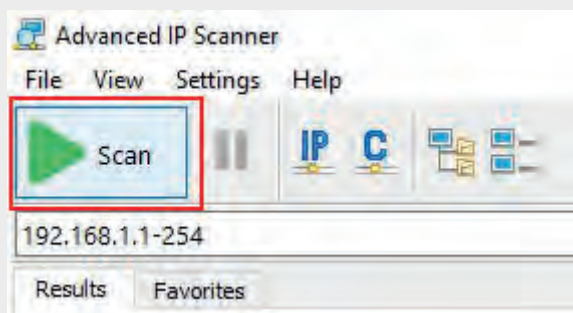 Advanced IP Scanner
File View Settings Help
Scan IP C
192.168.1.1-254
Results Favorites